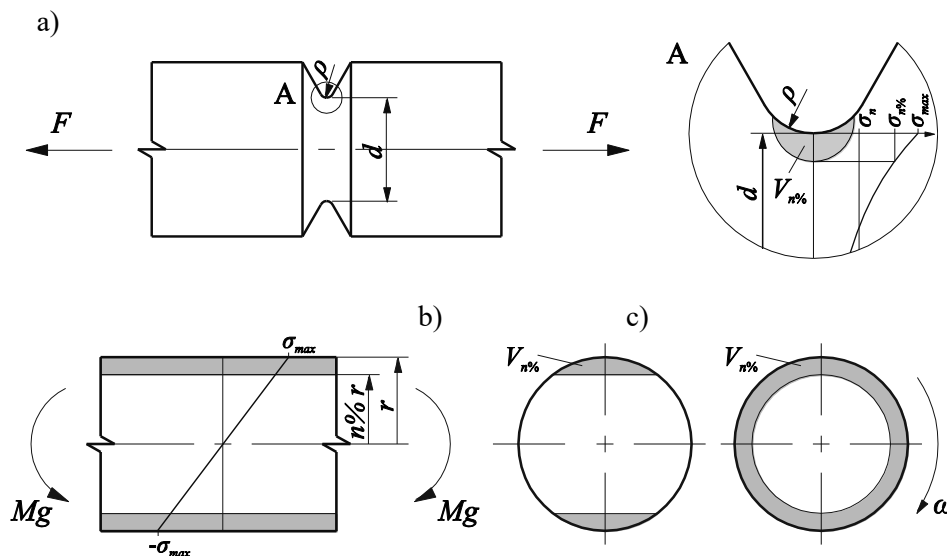 a)
A
ρ
F
F
d
A
ρ
σn
σn%
σmax
Vn%
d
b)
c)
σmax
Vn%
Vn%
n% r
r
Mg
Mg
ω
-σmax